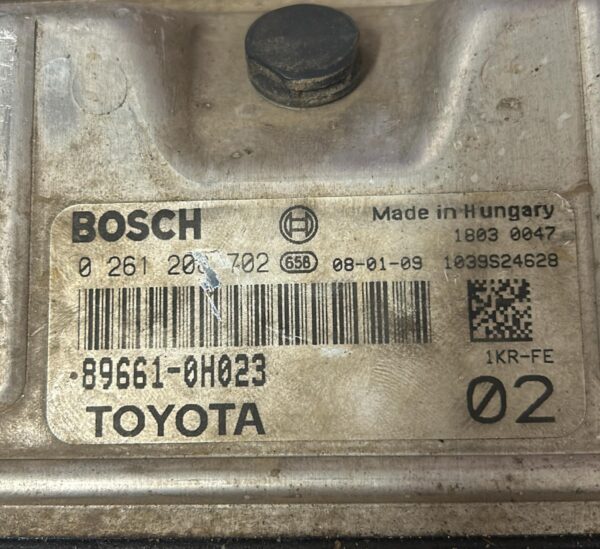 BOSCH
Made in Hungary
1803 0047
0 261 20 702 65B 08-01-09 1039S24628
1KR-FE
89661-0H023
TOYOTA
02